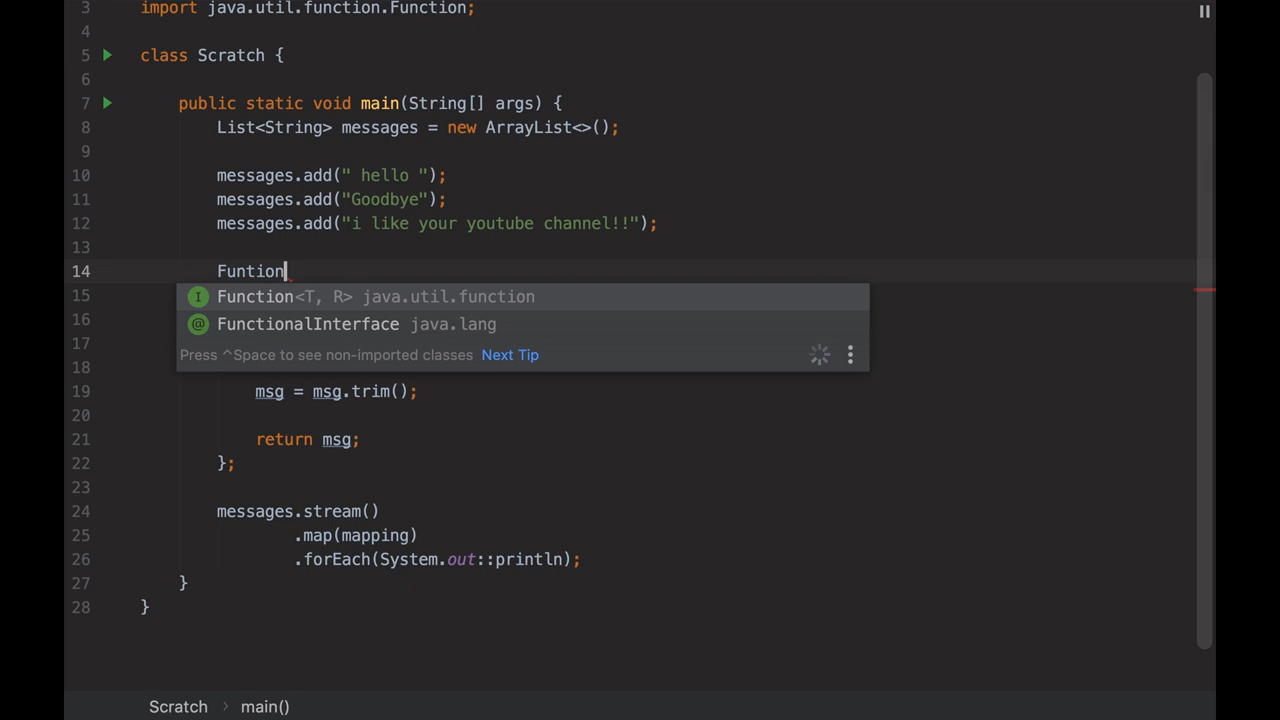 3 import java.util.function.Function;
4
5 class Scratch {
6
7 public static void main(String[] args) {
8 List<String> messages = new ArrayList<>();
9
10 messages.add(" hello ");
11 messages.add("Goodbye");
12 messages.add("i like your youtube channel!!");
13
14 Funtion
15 Function<T, R> java.util.function
16 FunctionalInterface java.lang
17 Press ^Space to see non-imported classes Next Tip
18
19 msg = msg.trim();
20
21 return msg;
22 };
23
24 messages.stream()
25 .map(mapping)
26 .forEach(System.out::println);
27 }
28 }
Scratch > main()